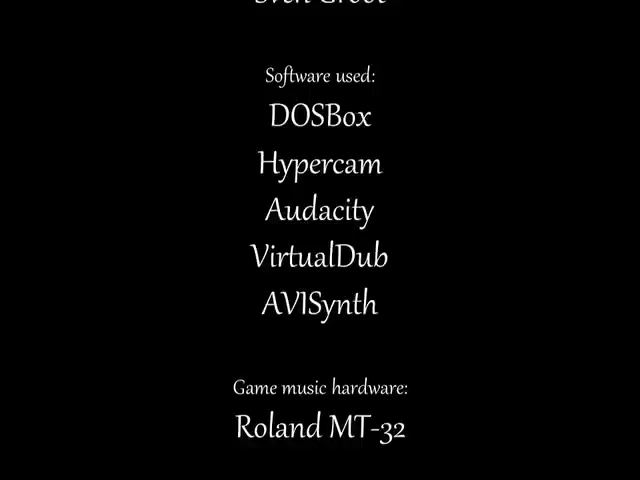 Software used:
DOSBox
Hypercam
Audacity
VirtualDub
AVISynth
Game music hardware:
Roland MT-32